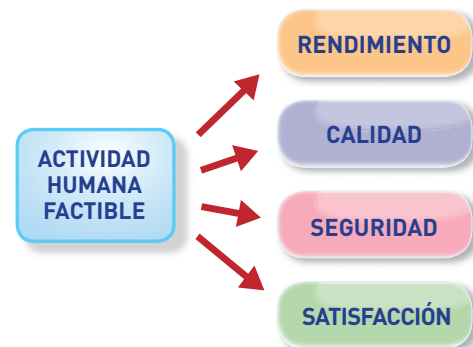 ACTIVIDAD
HUMANA
FACTIBLE
RENDIMIENTO
CALIDAD
SEGURIDAD
SATISFACCIÓN